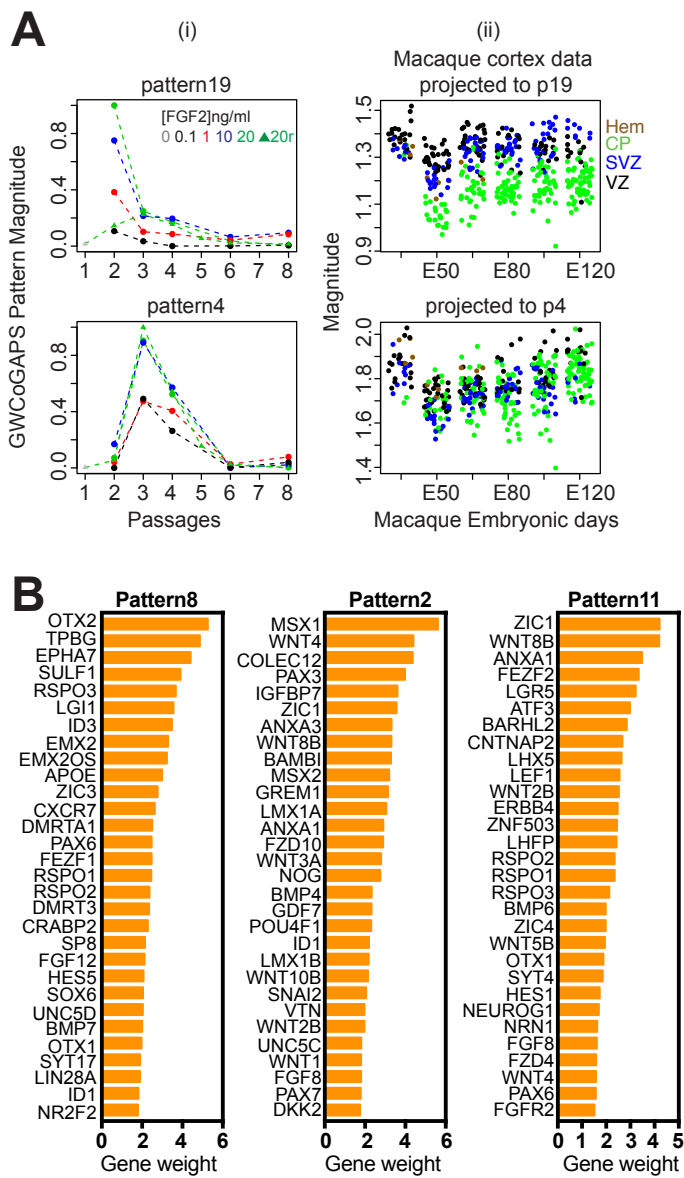 A
(i)
(ii)
Macaque cortex data
pattern19
projected to p19
[FGF2]ng/ml
0 0.1 1 10 20 ▲20r
GWCoGAPS Pattern Magnitude
0.0
0.4
0.8
1 2 3 4 5 6 7 8
Magnitude
0.9
1.1
1.3
1.5
E50 E80 E120
Hem
CP
SVZ
VZ
pattern4
projected to p4
0.0
0.4
0.8
1 2 3 4 5 6 7 8
Passages
1.4
1.6
1.8
2.0
E50 E80 E120
Macaque Embryonic days
B
Pattern8
OTX2
TPBG
EPHA7
SULF1
RSPO3
LGI1
ID3
EMX2
EMX2OS
APOE
ZIC3
CXCR7
DMRTA1
PAX6
FEZF1
RSPO1
RSPO2
DMRT3
CRABP2
SP8
FGF12
HES5
SOX6
UNC5D
BMP7
OTX1
SYT17
LIN28A
ID1
NR2F2
0 2 4 6
Gene weight
Pattern2
MSX1
WNT4
COLEC12
PAX3
IGFBP7
ZIC1
ANXA3
WNT8B
BAMBI
MSX2
GREM1
LMX1A
ANXA1
FZD10
WNT3A
NOG
BMP4
GDF7
POU4F1
ID1
LMX1B
WNT10B
SNAI2
VTN
WNT2B
UNC5C
WNT1
FGF8
PAX7
DKK2
0 2 4 6
Gene weight
Pattern11
ZIC1
WNT8B
ANXA1
FEZF2
LGR5
ATF3
BARHL2
CNTNAP2
LHX5
LEF1
WNT2B
ERBB4
ZNF503
LHFP
RSPO2
RSPO1
RSPO3
BMP6
ZIC4
WNT5B
OTX1
SYT4
HES1
NEUROG1
NRN1
FGF8
FZD4
WNT4
PAX6
FGFR2
0 1 2 3 4 5
Gene weight